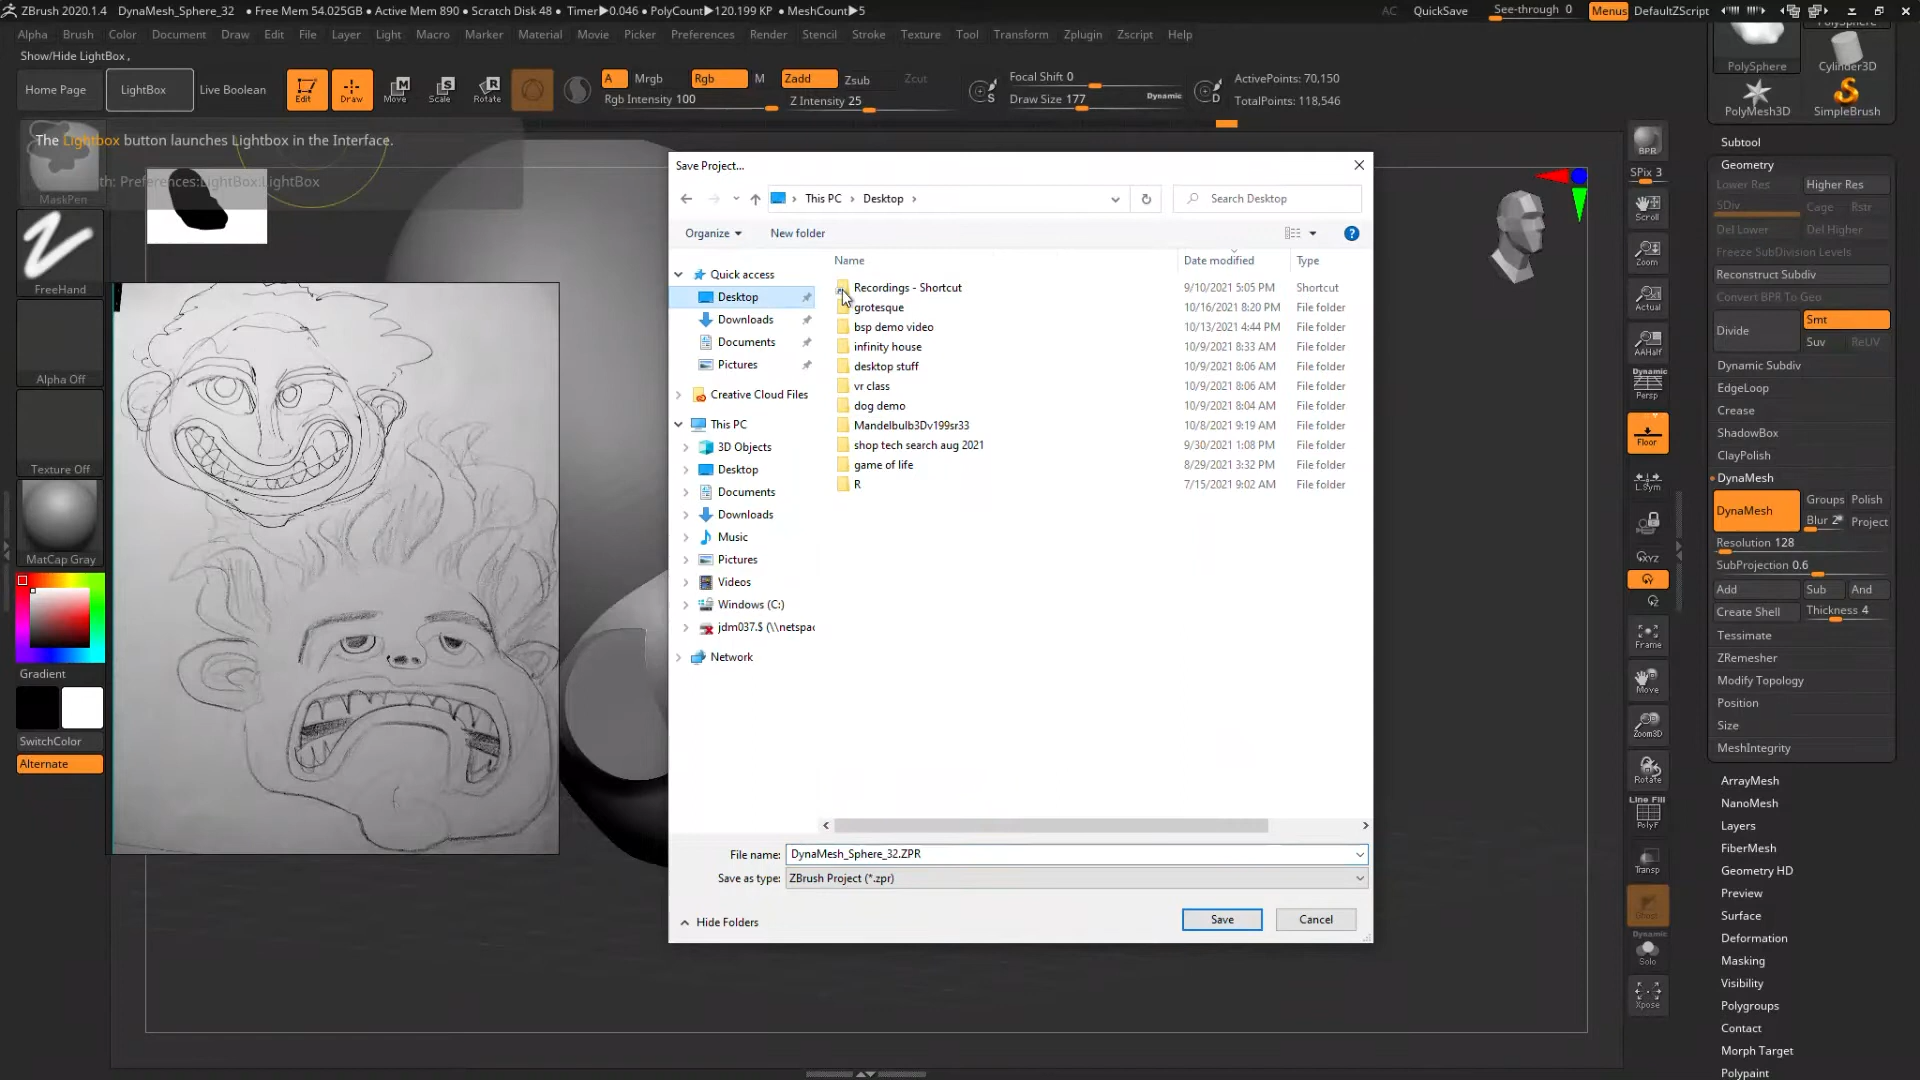 ZBrush 2020.1.4 DynaMesh_Sphere_32 • Free Mem 54.025GB • Active Mem 890 • Scratch Disk 48 • Timer▶0.046 • PolyCount▶120.199 KP • MeshCount▶5 AC QuickSave See-through 0 Menus DefaultZScript
Alpha Brush Color Document Draw Edit File Layer Light Macro Marker Material Movie Picker Preferences Render Stencil Stroke Texture Tool Transform Zplugin Zscript Help
Show/Hide LightBox ,
Home Page LightBox Live Boolean Edit Draw Move Scale Rotate
A Mrgb Rgb M Zadd Zsub Zcut
Rgb Intensity 100 Z Intensity 25
Focal Shift 0
Draw Size 177 Dynamic
S D
ActivePoints: 70,150
TotalPoints: 118,546
PolySphere Cylinder3D
PolyMesh3D SimpleBrush
The Lightbox button launches Lightbox in the Interface.
Preferences:LightBox:LightBox
MaskPen
FreeHand
Alpha Off
Texture Off
MatCap Gray
Gradient
SwitchColor
Alternate
Save Project...
This PC Desktop
Search Desktop
Organize New folder
Name Date modified Type
Quick access
Desktop
Downloads
Documents
Pictures
Creative Cloud Files
This PC
3D Objects
Desktop
Documents
Downloads
Music
Pictures
Videos
Windows (C:)
jdm037.$ (\\netspac
Network
Recordings - Shortcut 9/10/2021 5:05 PM Shortcut
grotesque 10/16/2021 8:20 PM File folder
bsp demo video 10/13/2021 4:44 PM File folder
infinity house 10/9/2021 8:33 AM File folder
desktop stuff 10/9/2021 8:06 AM File folder
vr class 10/9/2021 8:06 AM File folder
dog demo 10/9/2021 8:04 AM File folder
Mandelbulb3Dv199sr33 10/8/2021 9:19 AM File folder
shop tech search aug 2021 9/30/2021 1:08 PM File folder
game of life 8/29/2021 3:32 PM File folder
R 7/15/2021 9:02 AM File folder
File name: DynaMesh_Sphere_32.ZPR
Save as type: ZBrush Project (*.zpr)
Hide Folders Save Cancel
BPR
SPix 3
Scroll
Zoom
Actual
AAHalf
Dynamic
Persp
Floor
L.Sym
XYZ
Y
Z
Frame
Move
Zoom3D
Rotate
Line Fill
PolyF
Transp
Ghost
Dynamic
Solo
Xpose
Subtool
Geometry
Lower Res Higher Res
SDiv Cage Rstr
Del Lower Del Higher
Freeze SubDivision Levels
Reconstruct Subdiv
Convert BPR To Geo
Divide Smt
Suv ReUV
Dynamic Subdiv
EdgeLoop
Crease
ShadowBox
ClayPolish
DynaMesh
DynaMesh Groups Polish
Blur 2 Project
Resolution 128
SubProjection 0.6
Add Sub And
Create Shell Thickness 4
Tessimate
ZRemesher
Modify Topology
Position
Size
MeshIntegrity
ArrayMesh
NanoMesh
Layers
FiberMesh
Geometry HD
Preview
Surface
Deformation
Masking
Visibility
Polygroups
Contact
Morph Target
Polypaint